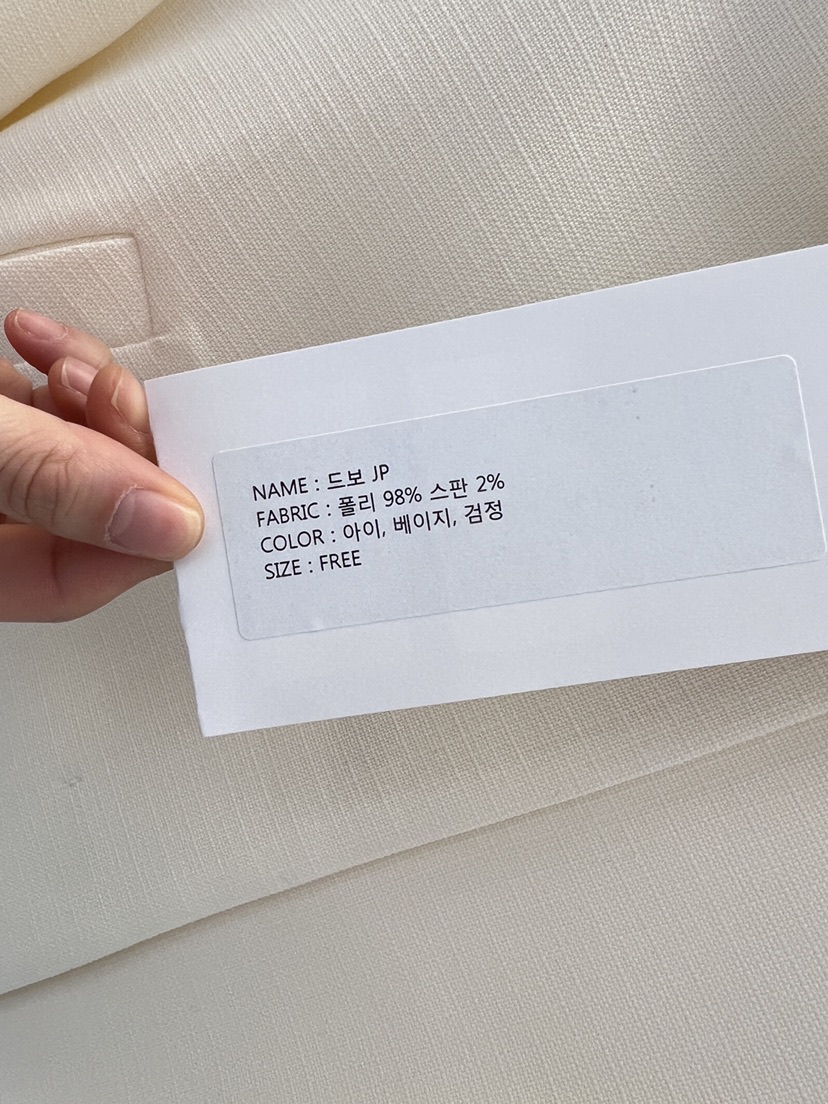 NAME : 드보 JP
FABRIC : 폴리 98% 스판 2%
COLOR : 아이, 베이지, 검정
SIZE : FREE